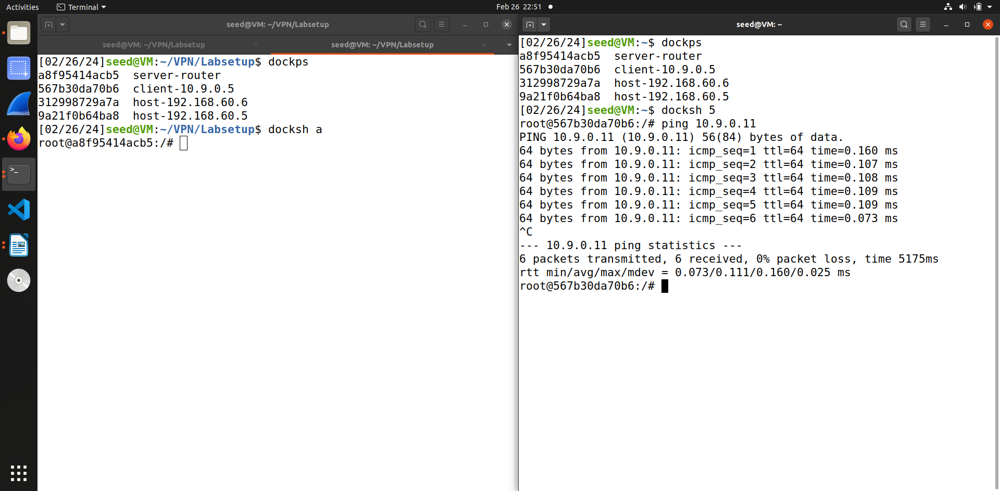 Activities
Terminal
Feb 26 22:51
seed@VM: ~/VPN/Labsetup
seed@VM: ~/VPN/Labsetup
seed@VM: ~/VPN/Labsetup
[02/26/24]seed@VM:~/VPN/Labsetup$ dockps
a8f95414acb5  server-router
567b30da70b6  client-10.9.0.5
312998729a7a  host-192.168.60.6
9a21f0b64ba8  host-192.168.60.5
[02/26/24]seed@VM:~/VPN/Labsetup$ docksh a
root@a8f95414acb5:/#
seed@VM: ~
[02/26/24]seed@VM:~$ dockps
a8f95414acb5  server-router
567b30da70b6  client-10.9.0.5
312998729a7a  host-192.168.60.6
9a21f0b64ba8  host-192.168.60.5
[02/26/24]seed@VM:~$ docksh 5
root@567b30da70b6:/# ping 10.9.0.11
PING 10.9.0.11 (10.9.0.11) 56(84) bytes of data.
64 bytes from 10.9.0.11: icmp_seq=1 ttl=64 time=0.160 ms
64 bytes from 10.9.0.11: icmp_seq=2 ttl=64 time=0.107 ms
64 bytes from 10.9.0.11: icmp_seq=3 ttl=64 time=0.108 ms
64 bytes from 10.9.0.11: icmp_seq=4 ttl=64 time=0.109 ms
64 bytes from 10.9.0.11: icmp_seq=5 ttl=64 time=0.109 ms
64 bytes from 10.9.0.11: icmp_seq=6 ttl=64 time=0.073 ms
^C
--- 10.9.0.11 ping statistics ---
6 packets transmitted, 6 received, 0% packet loss, time 5175ms
rtt min/avg/max/mdev = 0.073/0.111/0.160/0.025 ms
root@567b30da70b6:/#